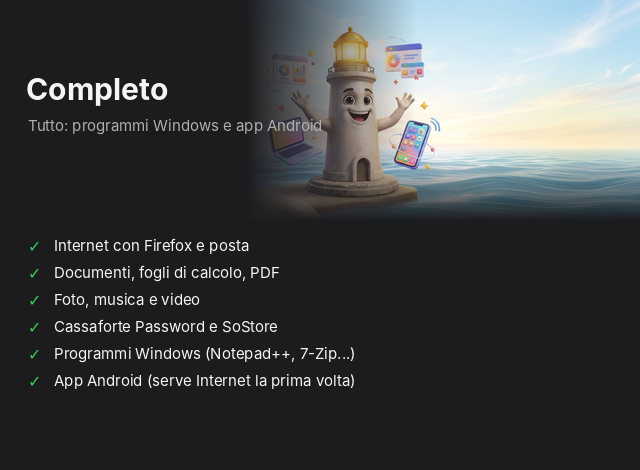 Completo
Tutto: programmi Windows e app Android
✓ Internet con Firefox e posta
✓ Documenti, fogli di calcolo, PDF
✓ Foto, musica e video
✓ Cassaforte Password e SoStore
✓ Programmi Windows (Notepad++, 7-Zip...)
✓ App Android (serve Internet la prima volta)